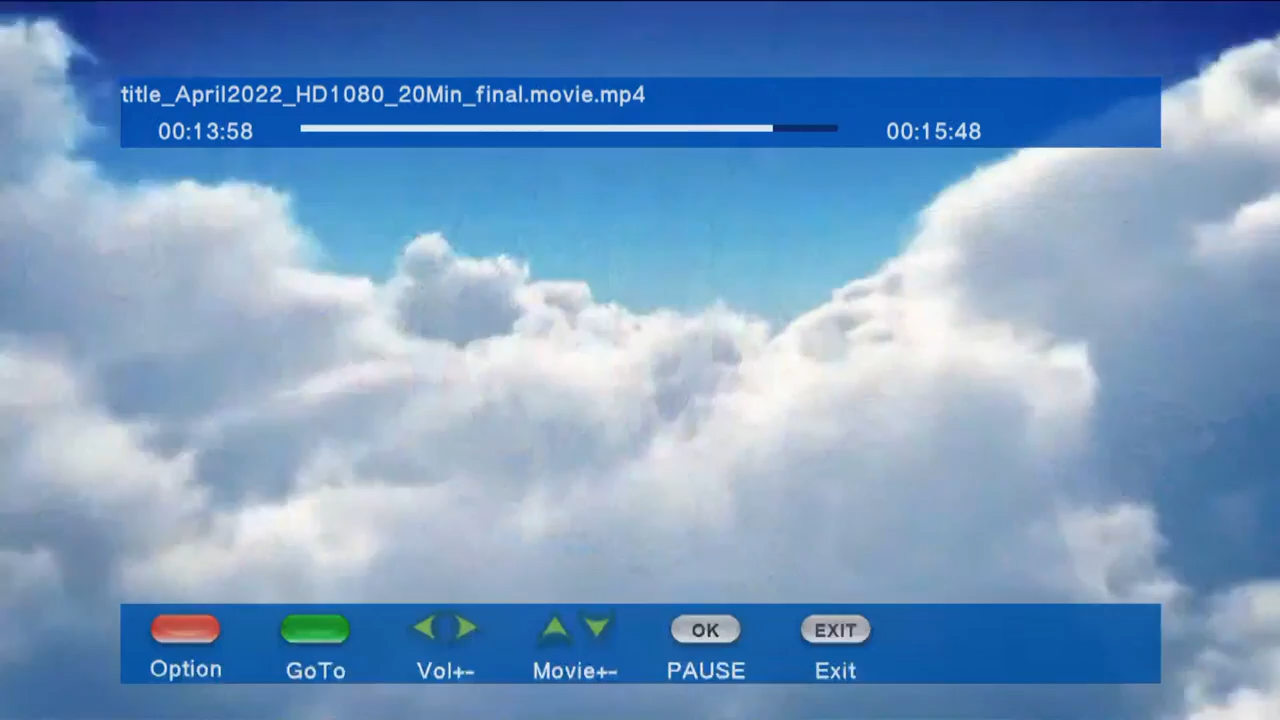 title_April2022_HD1080_20Min_final.movie.mp4
00:13:58 00:15:48
OK EXIT
Option GoTo Vol+- Movie+- PAUSE Exit